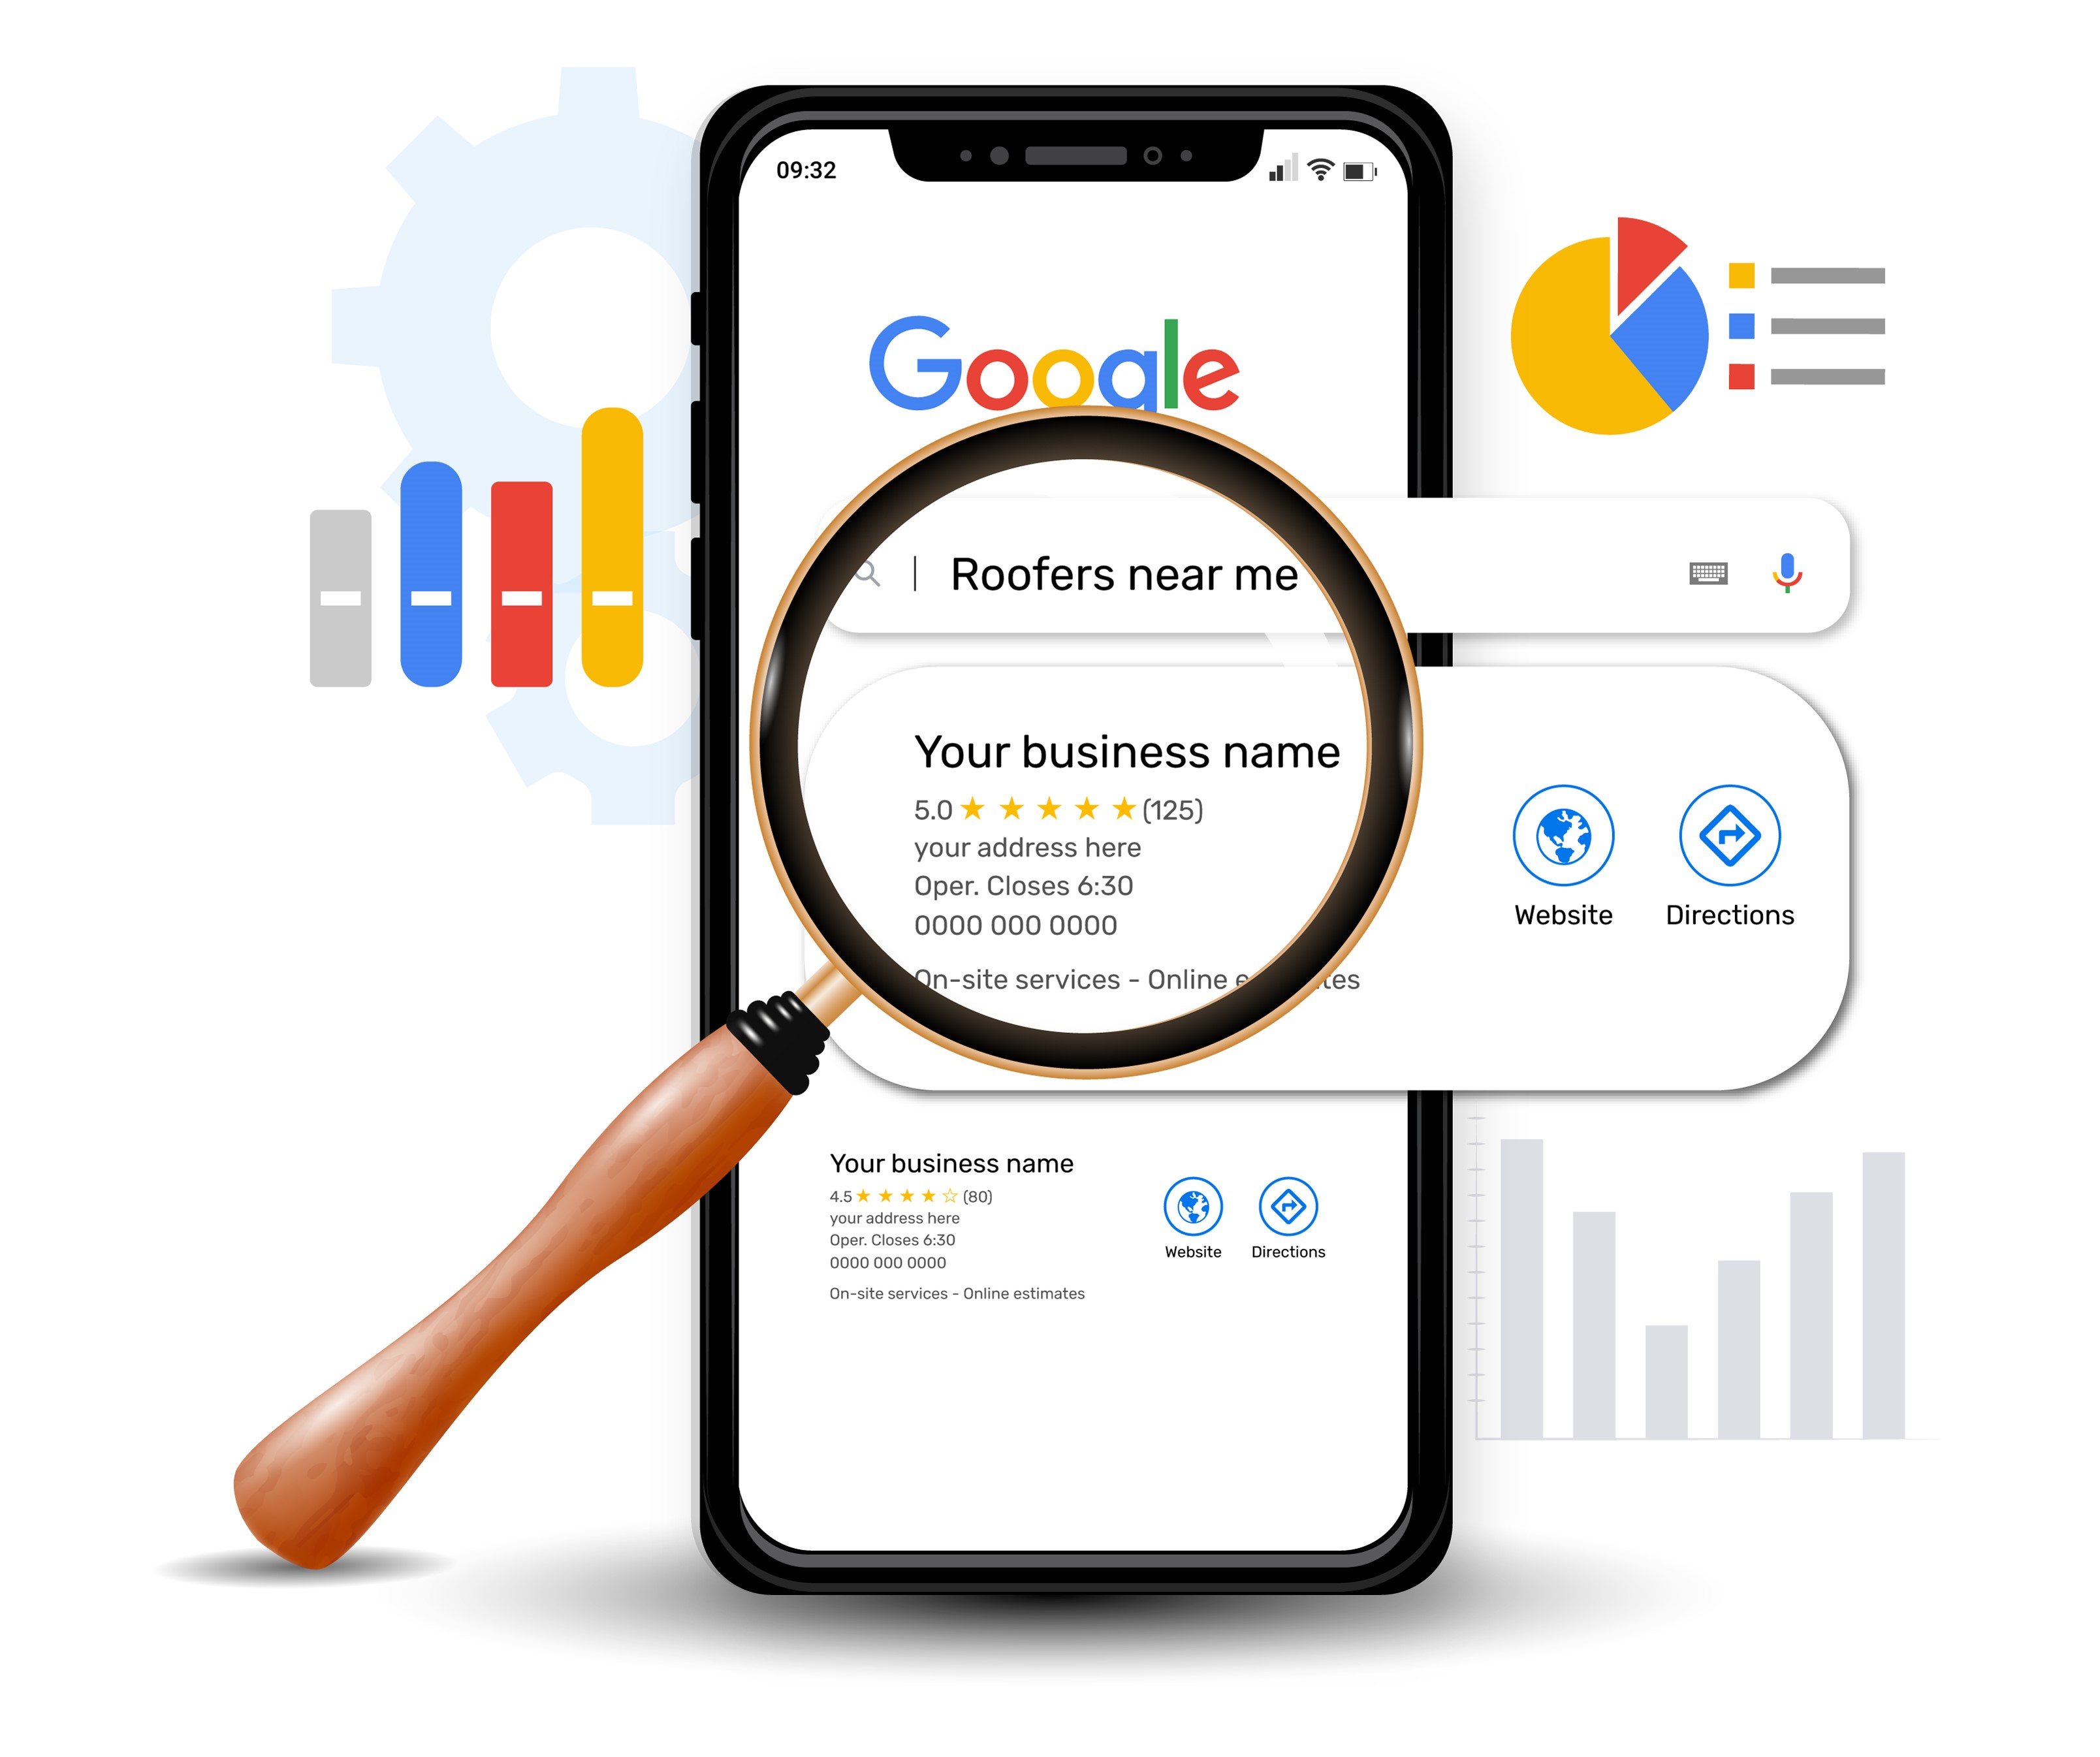 09:32
Google
Roofers near me
Your business name
5.0 (125)
your address here
Oper. Closes 6:30
0000 000 0000
On-site services - Online estimates
Website Directions
Your business name
4.5 (80)
your address here
Oper. Closes 6:30
0000 000 0000
On-site services - Online estimates
Website Directions